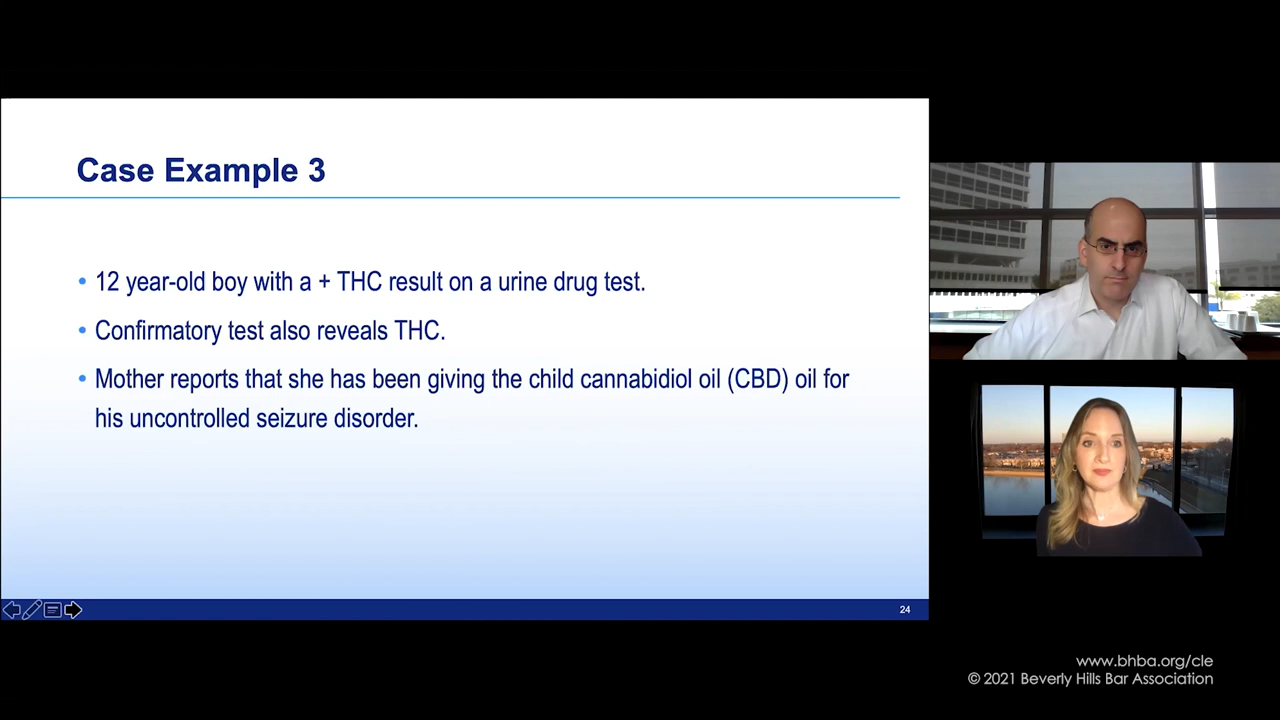 Case Example 3
• 12 year-old boy with a + THC result on a urine drug test.
• Confirmatory test also reveals THC.
• Mother reports that she has been giving the child cannabidiol oil (CBD) oil for
his uncontrolled seizure disorder.
24
www.bhba.org/cle
© 2021 Beverly Hills Bar Association